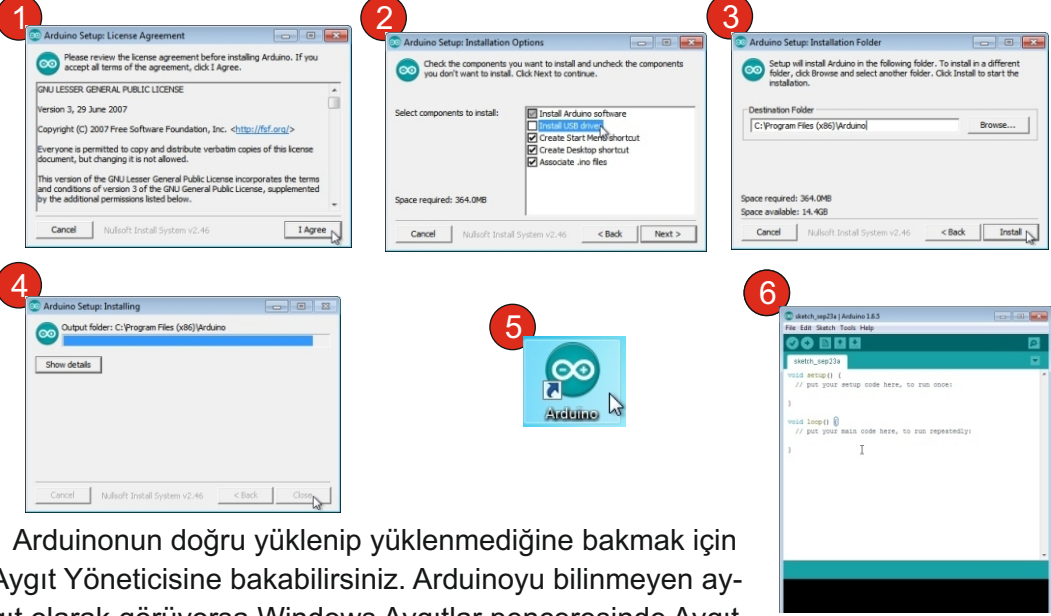 1
Arduino Setup: License Agreement
Please review the license agreement before installing Arduino. If you
accept all terms of the agreement, click I Agree.
GNU LESSER GENERAL PUBLIC LICENSE
Version 3, 29 June 2007
Copyright (C) 2007 Free Software Foundation, Inc. <http://fsf.org/>
Everyone is permitted to copy and distribute verbatim copies of this license
document, but changing it is not allowed.
This version of the GNU Lesser General Public License incorporates the terms
and conditions of version 3 of the GNU General Public License, supplemented
by the additional permissions listed below.
Cancel Nullsoft Install System v2.46 I Agree
2
Arduino Setup: Installation Options
Check the components you want to install and uncheck the components
you don't want to install. Click Next to continue.
Select components to install:
Install Arduino software
Install USB driver
Create Start Menu shortcut
Create Desktop shortcut
Associate .ino files
Space required: 364.0MB
Cancel Nullsoft Install System v2.46 < Back Next >
3
Arduino Setup: Installation Folder
Setup will install Arduino in the following folder. To install in a different
folder, click Browse and select another folder. Click Install to start the
installation.
Destination Folder
C:\Program Files (x86)\Arduino Browse...
Space required: 364.0MB
Space available: 14.4GB
Cancel Nullsoft Install System v2.46 < Back Install
4
Arduino Setup: Installing
Output folder: C:\Program Files (x86)\Arduino
Show details
Cancel Nullsoft Install System v2.46 < Back Close
5
Arduino
6
sketch_sep23a | Arduino 1.8.3
File Edit Sketch Tools Help
sketch_sep23a
void setup() {
// put your setup code here, to run once:
}
void loop() {
// put your main code here, to run repeatedly:
}
Arduinonun doğru yüklenip yüklenmediğine bakmak için
Aygıt Yöneticisine bakabilirsiniz. Arduinoyu bilinmeyen ay-
gıt olarak görüyorsa Windows Aygıtlar penceresinde Aygıt